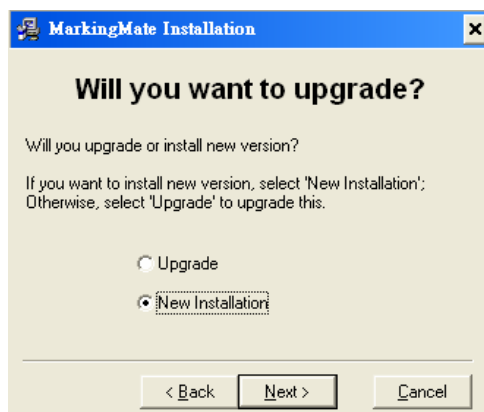 MarkingMate Installation
Will you want to upgrade?
Will you upgrade or install new version?
If you want to install new version, select 'New Installation';
Otherwise, select 'Upgrade' to upgrade this.
Upgrade
New Installation
< Back Next > Cancel